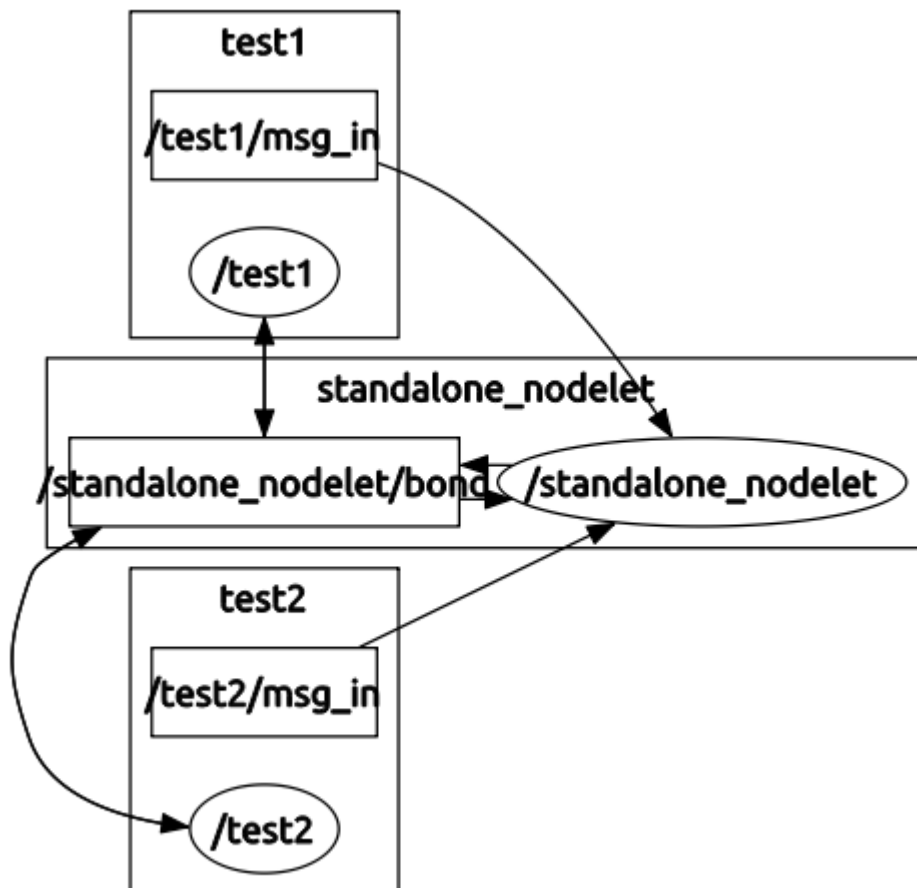 test1
/test1/msg_in
/test1
standalone_nodelet
/standalone_nodelet/bond
/standalone_nodelet
test2
/test2/msg_in
/test2